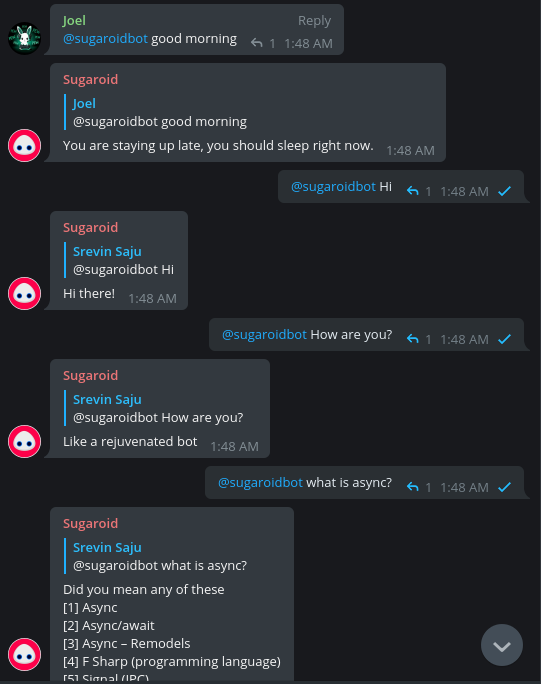 Joel Reply
@sugaroidbot good morning 1 1:48 AM
Sugaroid
Joel
@sugaroidbot good morning
You are staying up late, you should sleep right now. 1:48 AM
@sugaroidbot Hi 1 1:48 AM
Sugaroid
Srevin Saju
@sugaroidbot Hi
Hi there! 1:48 AM
@sugaroidbot How are you? 1 1:48 AM
Sugaroid
Srevin Saju
@sugaroidbot How are you?
Like a rejuvenated bot 1:48 AM
@sugaroidbot what is async? 1 1:48 AM
Sugaroid
Srevin Saju
@sugaroidbot what is async?
Did you mean any of these
[1] Async
[2] Async/await
[3] Async – Remodels
[4] F Sharp (programming language)
[5] Signal (IPC)